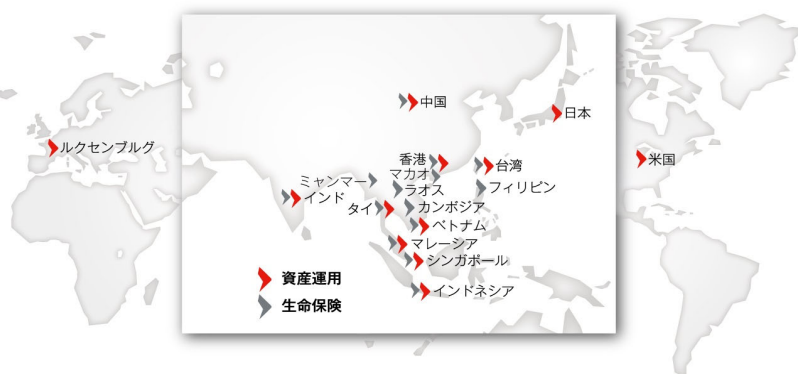 中国
日本
ルクセンブルグ
香港
台湾
米国
マカオ
ミャンマー
ラオス
フィリピン
インド
タイ
カンボジア
ベトナム
マレーシア
シンガポール
資産運用
インドネシア
生命保険